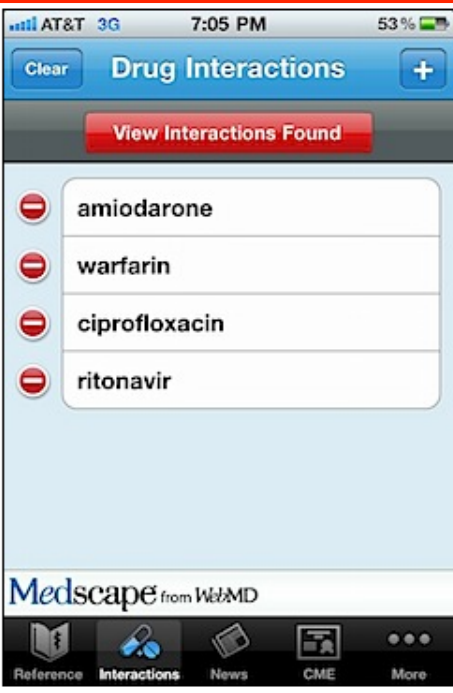 AT&T 3G 7:05 PM 53%
Clear Drug Interactions +
View Interactions Found
amiodarone
warfarin
ciprofloxacin
ritonavir
Medscape from WebMD
Reference Interactions News CME More